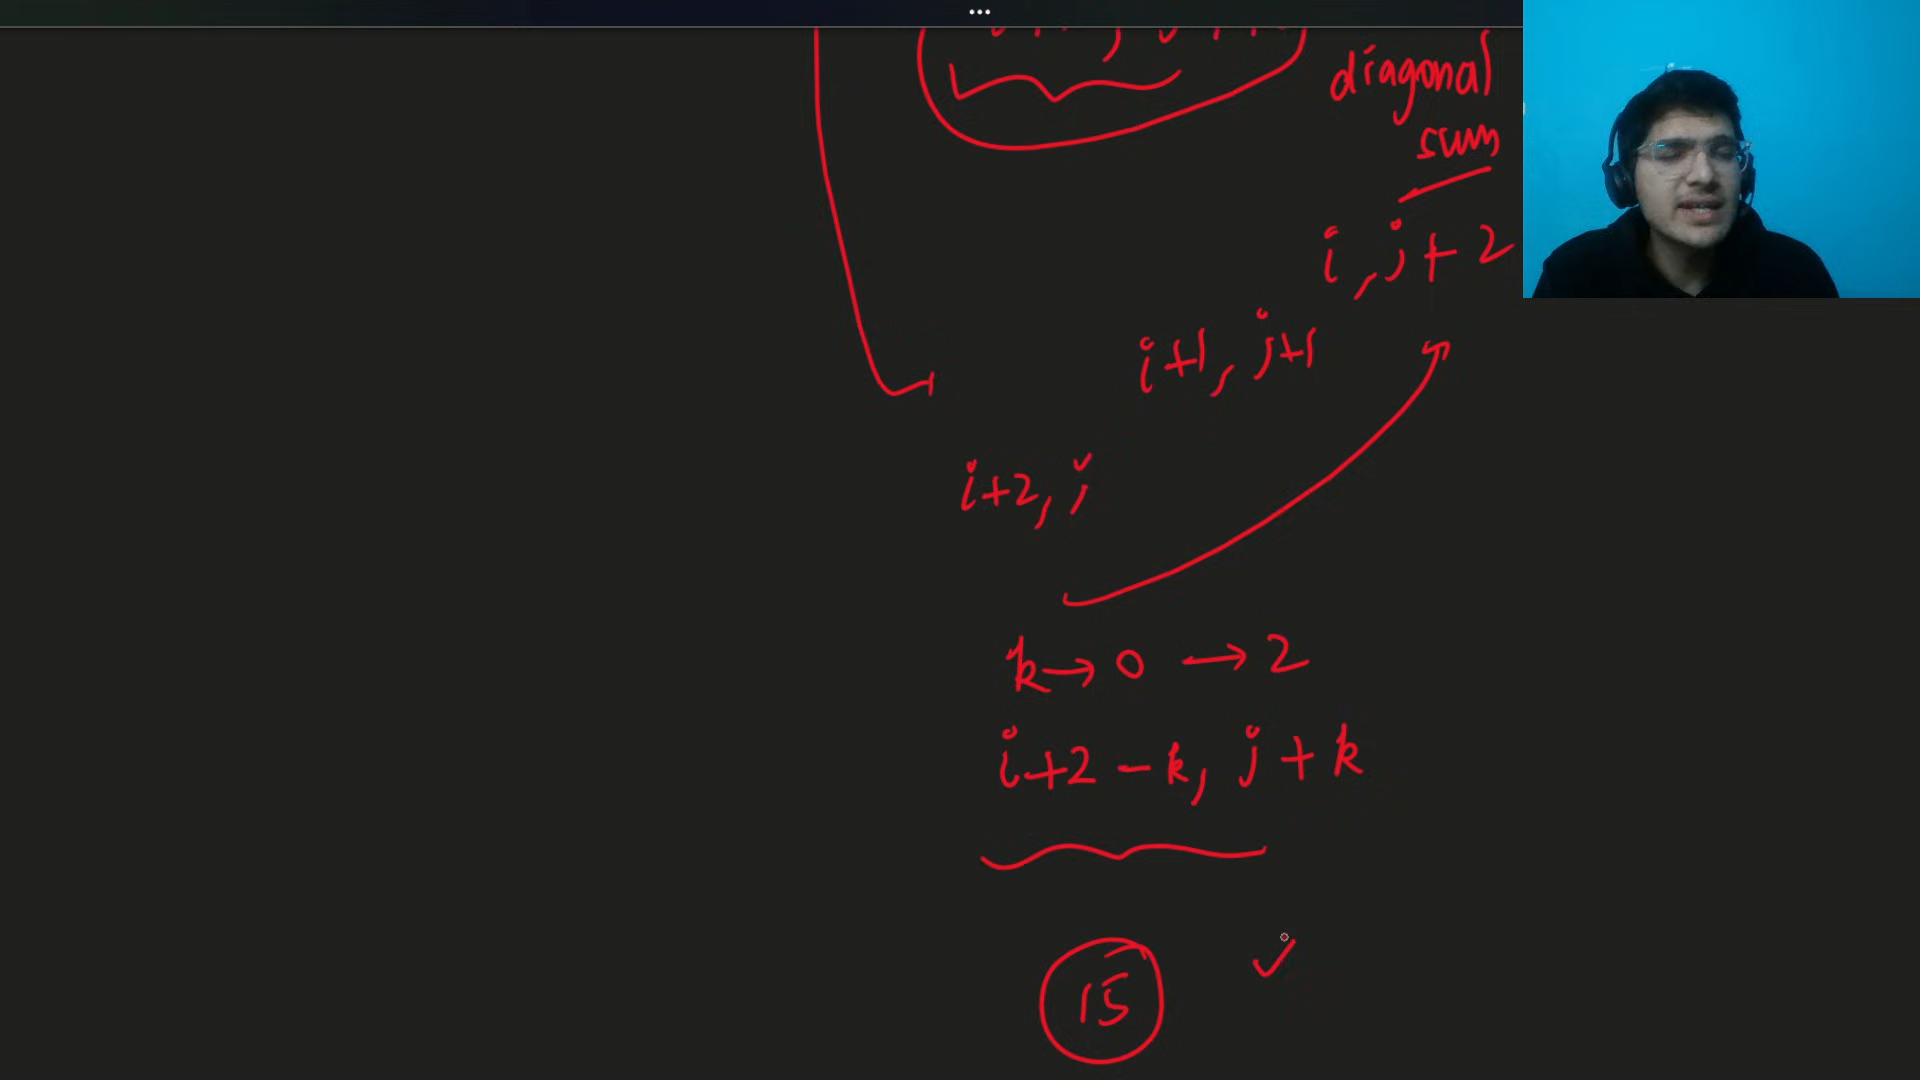 diagonal
sum
i, j+2
i+1, j+1
i+2, j
k→0 →2
i+2-k, j+k
15